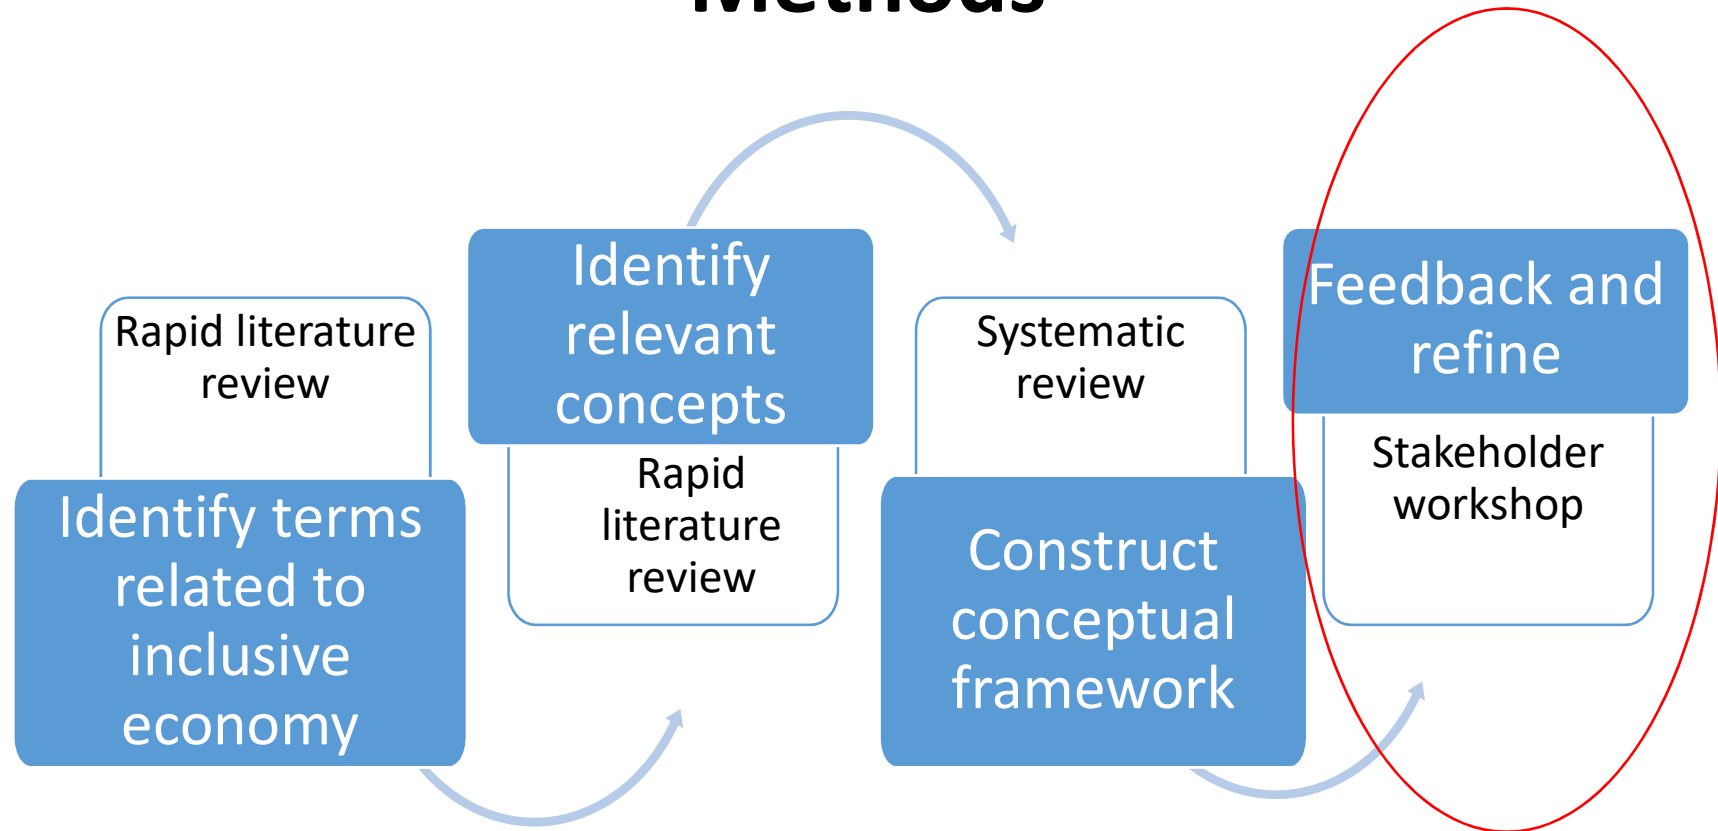 Methods
Rapid literature
review
Identify terms
related to
inclusive
economy
Identify
relevant
concepts
Rapid
literature
review
Systematic
review
Construct
conceptual
framework
Feedback and
refine
Stakeholder
workshop